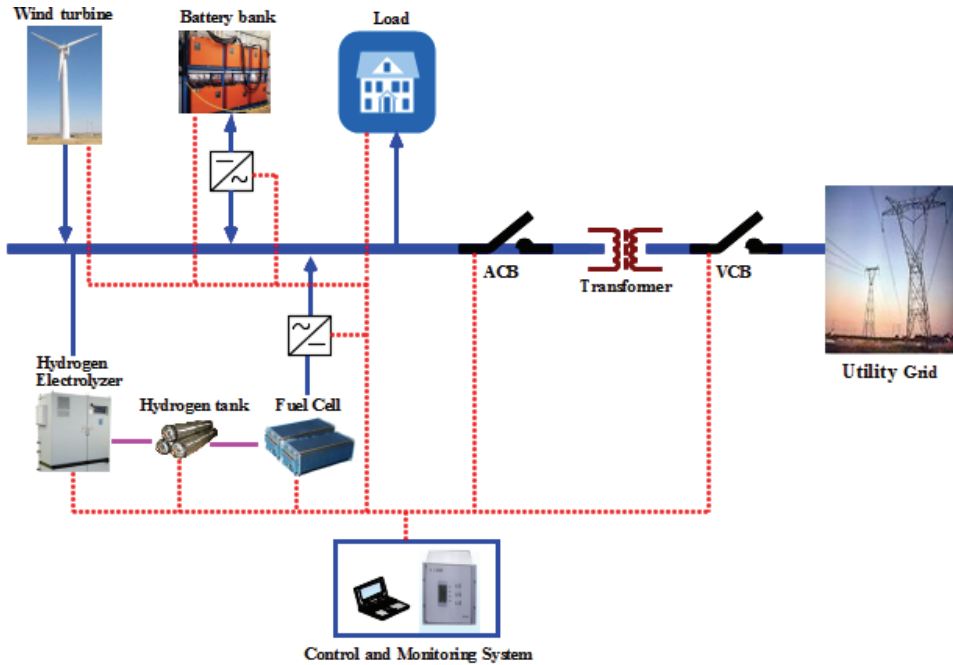 Wind turbine
Battery bank
Load
ACB
Transformer
VCB
Utility Grid
Hydrogen
Electrolyzer
Hydrogen tank
Fuel Cell
Control and Monitoring System